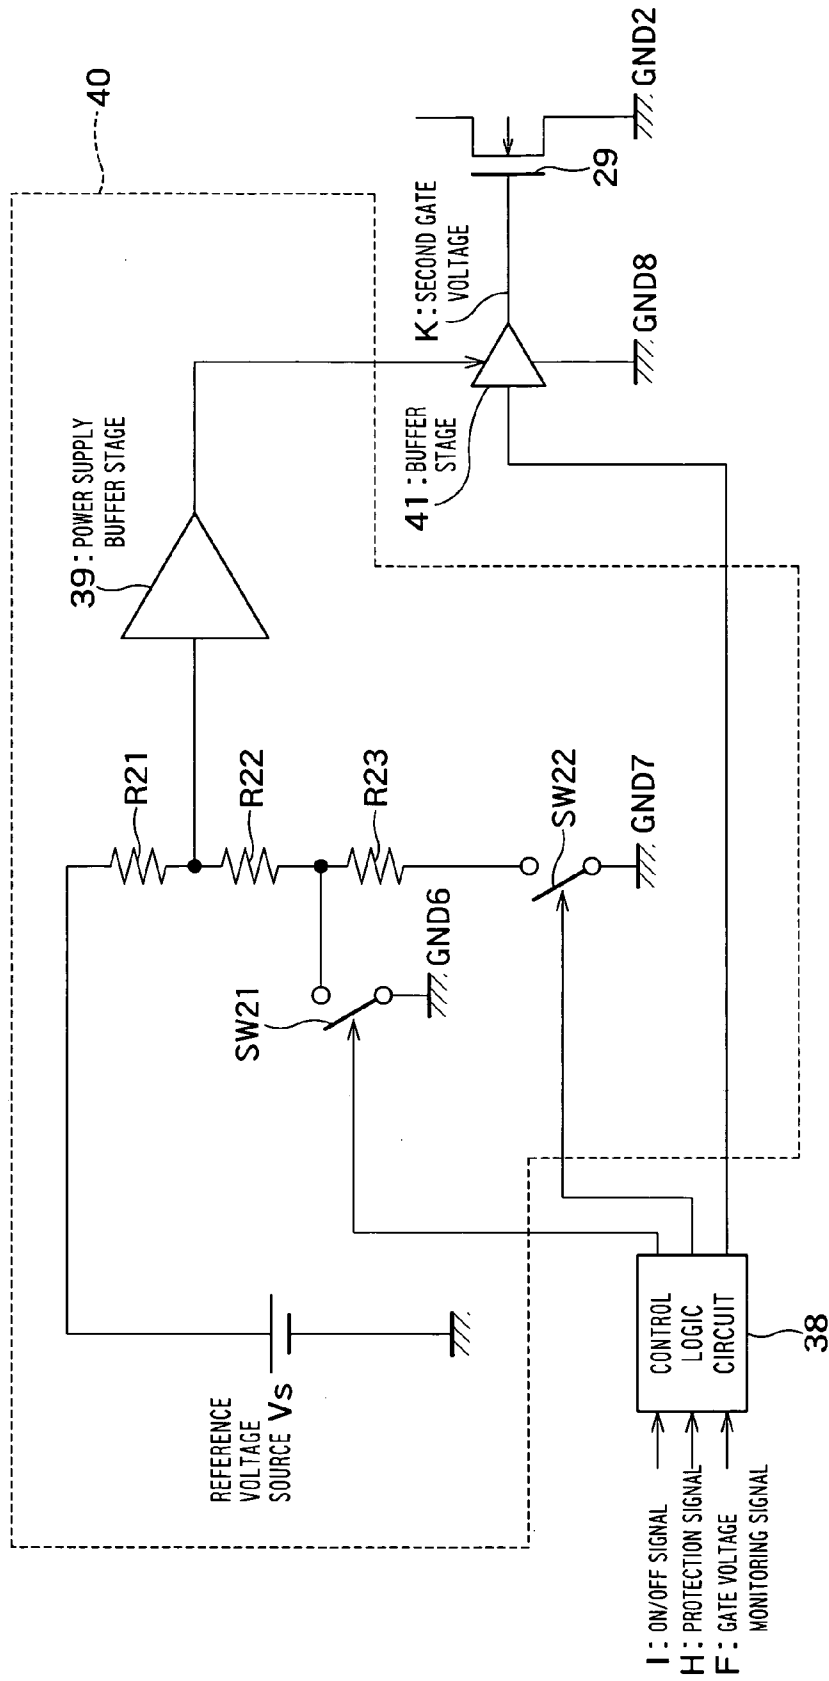 40
39: POWER SUPPLY
BUFFER STAGE
R21
R22
R23
SW21
GND6
SW22
GND7
REFERENCE
VOLTAGE
SOURCE Vs
K: SECOND GATE
VOLTAGE
41: BUFFER
STAGE
GND8
29
GND2
CONTROL
LOGIC
CIRCUIT
38
I: ON/OFF SIGNAL
H: PROTECTION SIGNAL
F: GATE VOLTAGE
MONITORING SIGNAL